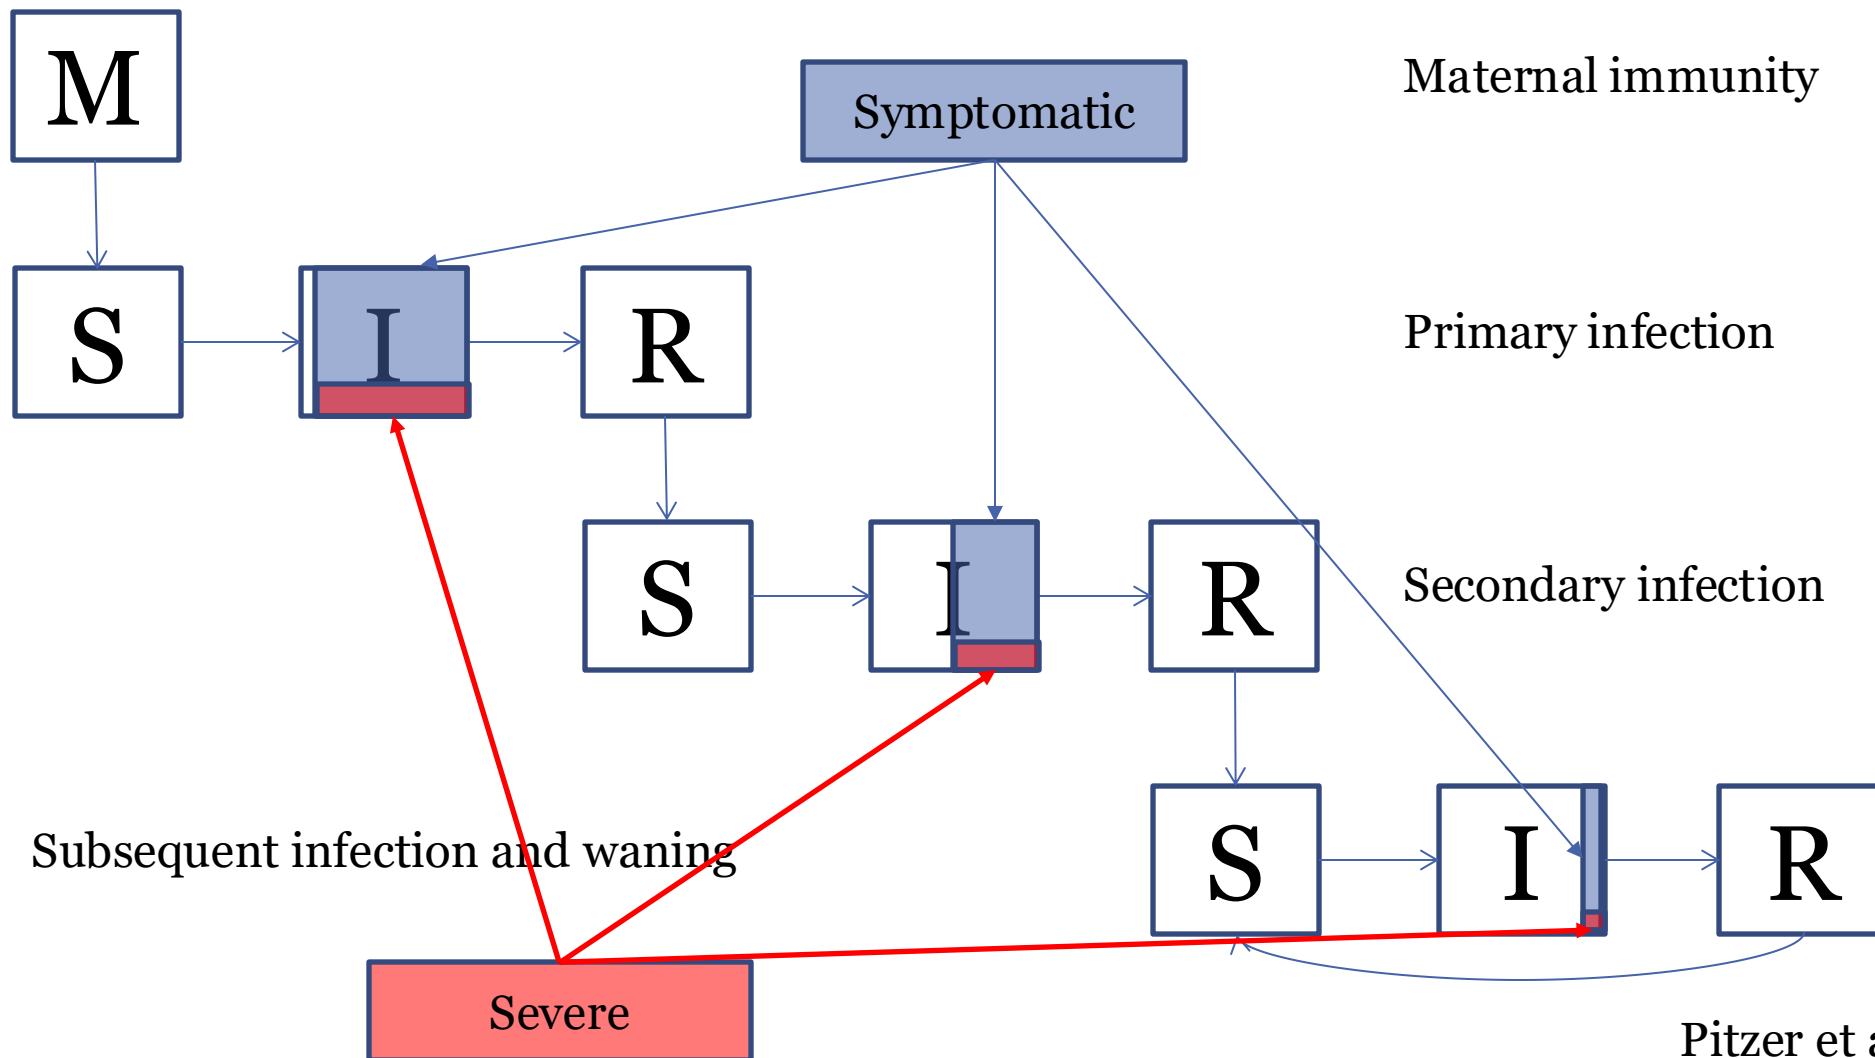 M
Maternal immunity
Symptomatic
S
I
R
Primary infection
S
I
R
Secondary infection
Subsequent infection and waning
S
I
R
Severe
Pitzer et